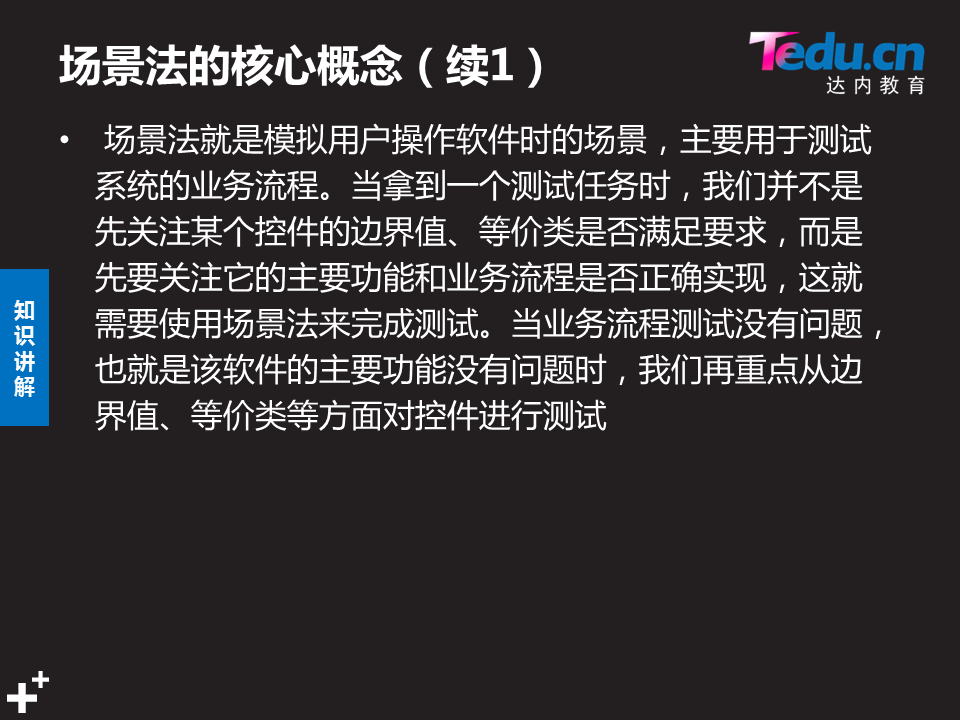 场景法的核心概念（续1）
Tedu.cn
达内教育
• 场景法就是模拟用户操作软件时的场景，主要用于测试
系统的业务流程。当拿到一个测试任务时，我们并不是
先关注某个控件的边界值、等价类是否满足要求，而是
先要关注它的主要功能和业务流程是否正确实现，这就
需要使用场景法来完成测试。当业务流程测试没有问题，
也就是该软件的主要功能没有问题时，我们再重点从边
界值、等价类等方面对控件进行测试
知
识
讲
解